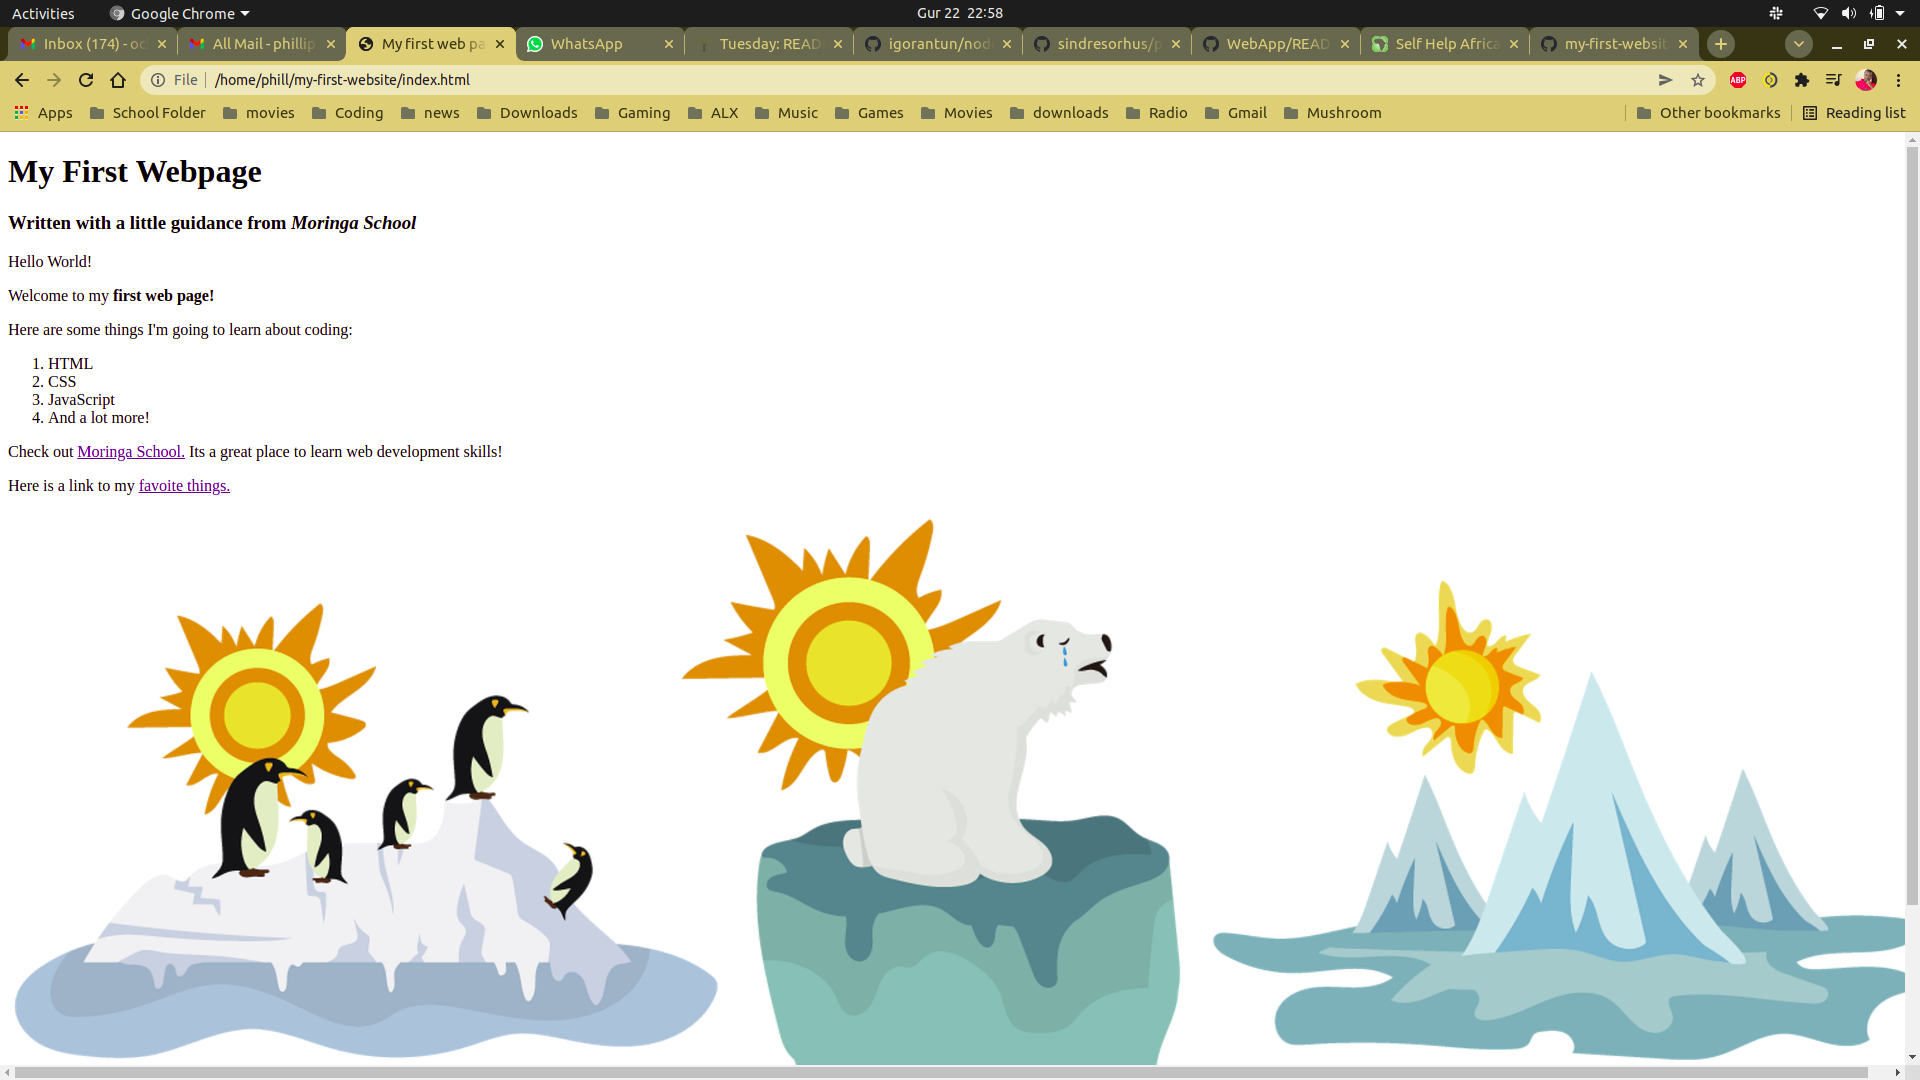 Activities Google Chrome Gur 22 22:58
Inbox (174) - oc All Mail - phillip My first web pa WhatsApp Tuesday: READ igorantun/nod sindresorhus/p WebApp/READ Self Help Africa my-first-websit
File /home/phill/my-first-website/index.html ABP
Apps School Folder movies Coding news Downloads Gaming ALX Music Games Movies downloads Radio Gmail Mushroom Other bookmarks Reading list
My First Webpage
Written with a little guidance from Moringa School
Hello World!
Welcome to my first web page!
Here are some things I'm going to learn about coding:
1. HTML
2. CSS
3. JavaScript
4. And a lot more!
Check out Moringa School. Its a great place to learn web development skills!
Here is a link to my favoite things.